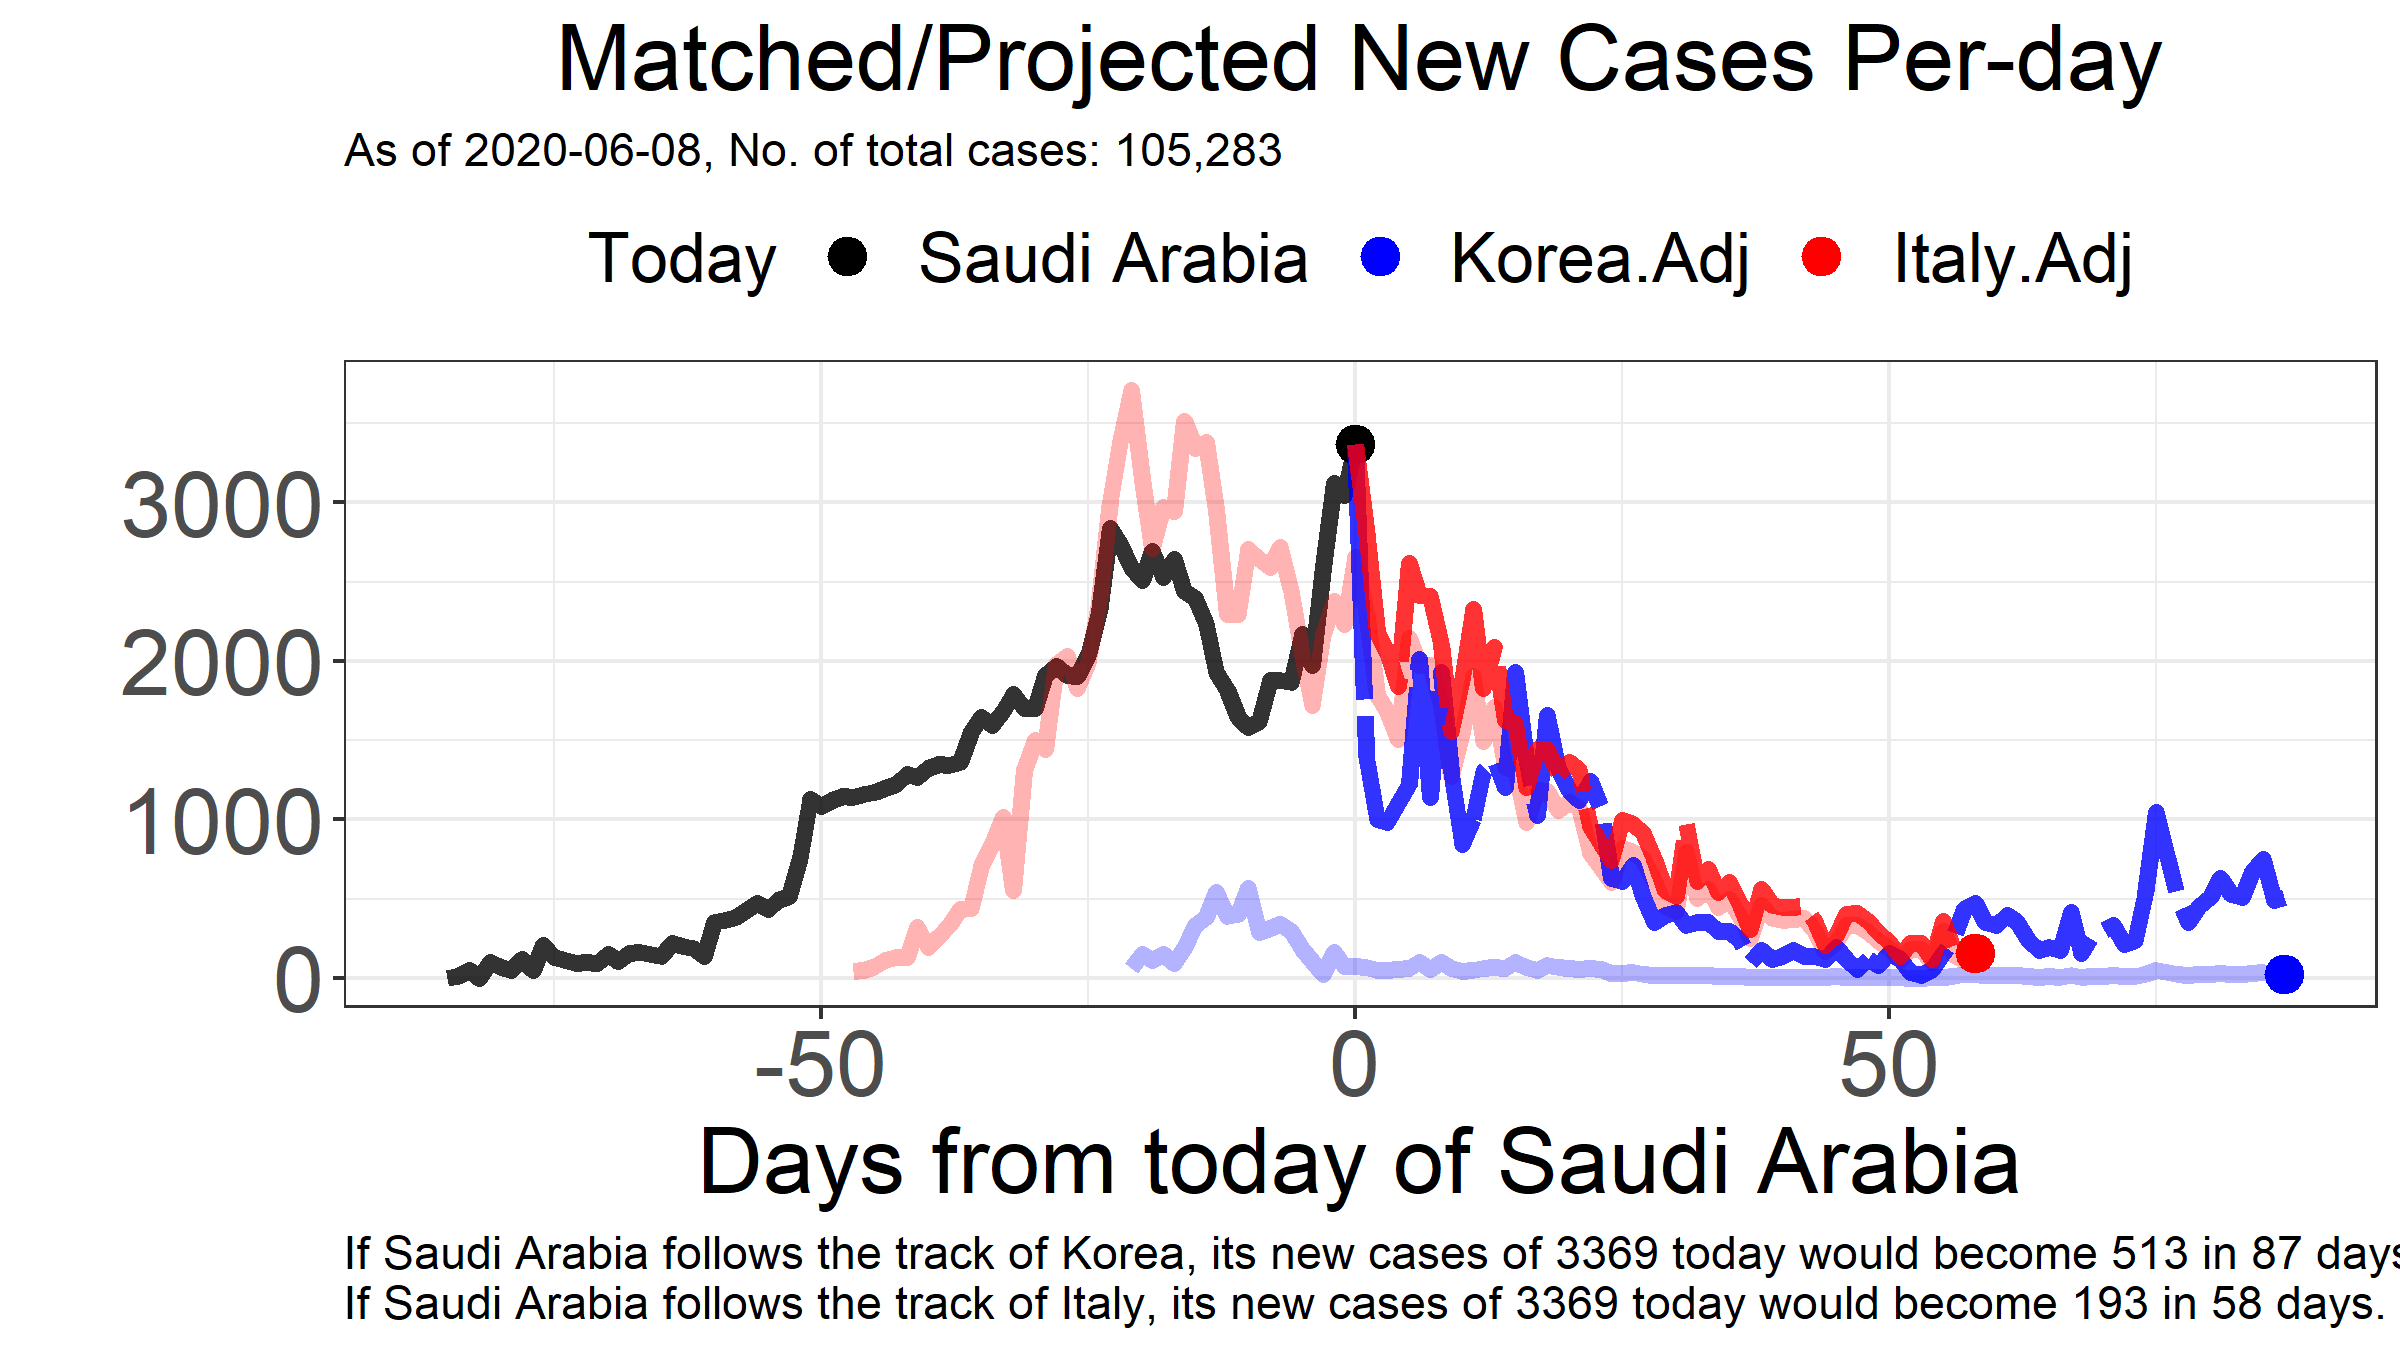 Matched/Projected New Cases Per-day
As of 2020-06-08, No. of total cases: 105,283
Today Saudi Arabia Korea.Adj Italy.Adj
3000
2000
1000
0
-50 0 50
Days from today of Saudi Arabia
If Saudi Arabia follows the track of Korea, its new cases of 3369 today would become 513 in 87 days
If Saudi Arabia follows the track of Italy, its new cases of 3369 today would become 193 in 58 days.